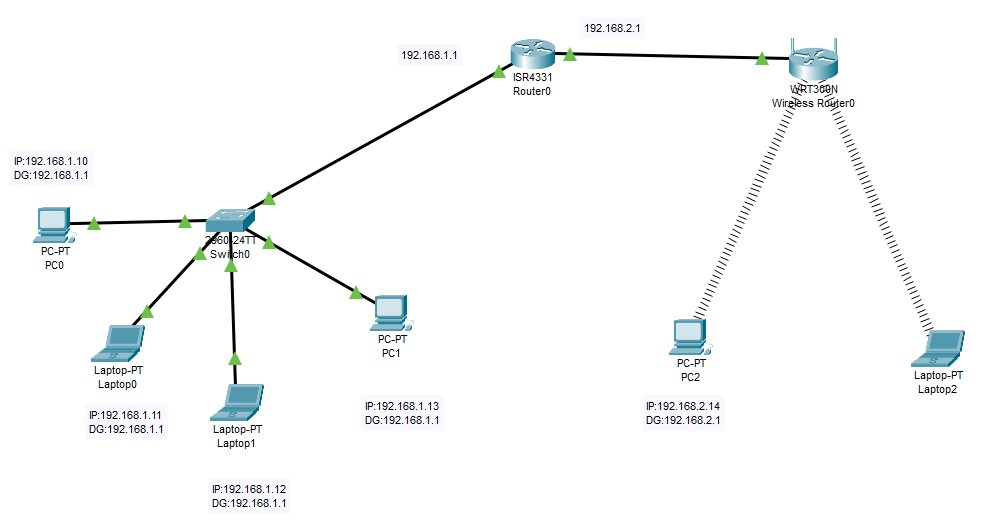 192.168.2.1
192.168.1.1
ISR4331
Router0
WRT300N
Wireless Router0
IP:192.168.1.10
DG:192.168.1.1
PC-PT
PC0
2960-24TT
Switch0
PC-PT
PC1
Laptop-PT
Laptop0
PC-PT
PC2
Laptop-PT
Laptop2
IP:192.168.1.11
DG:192.168.1.1
Laptop-PT
Laptop1
IP:192.168.1.13
DG:192.168.1.1
IP:192.168.2.14
DG:192.168.2.1
IP:192.168.1.12
DG:192.168.1.1